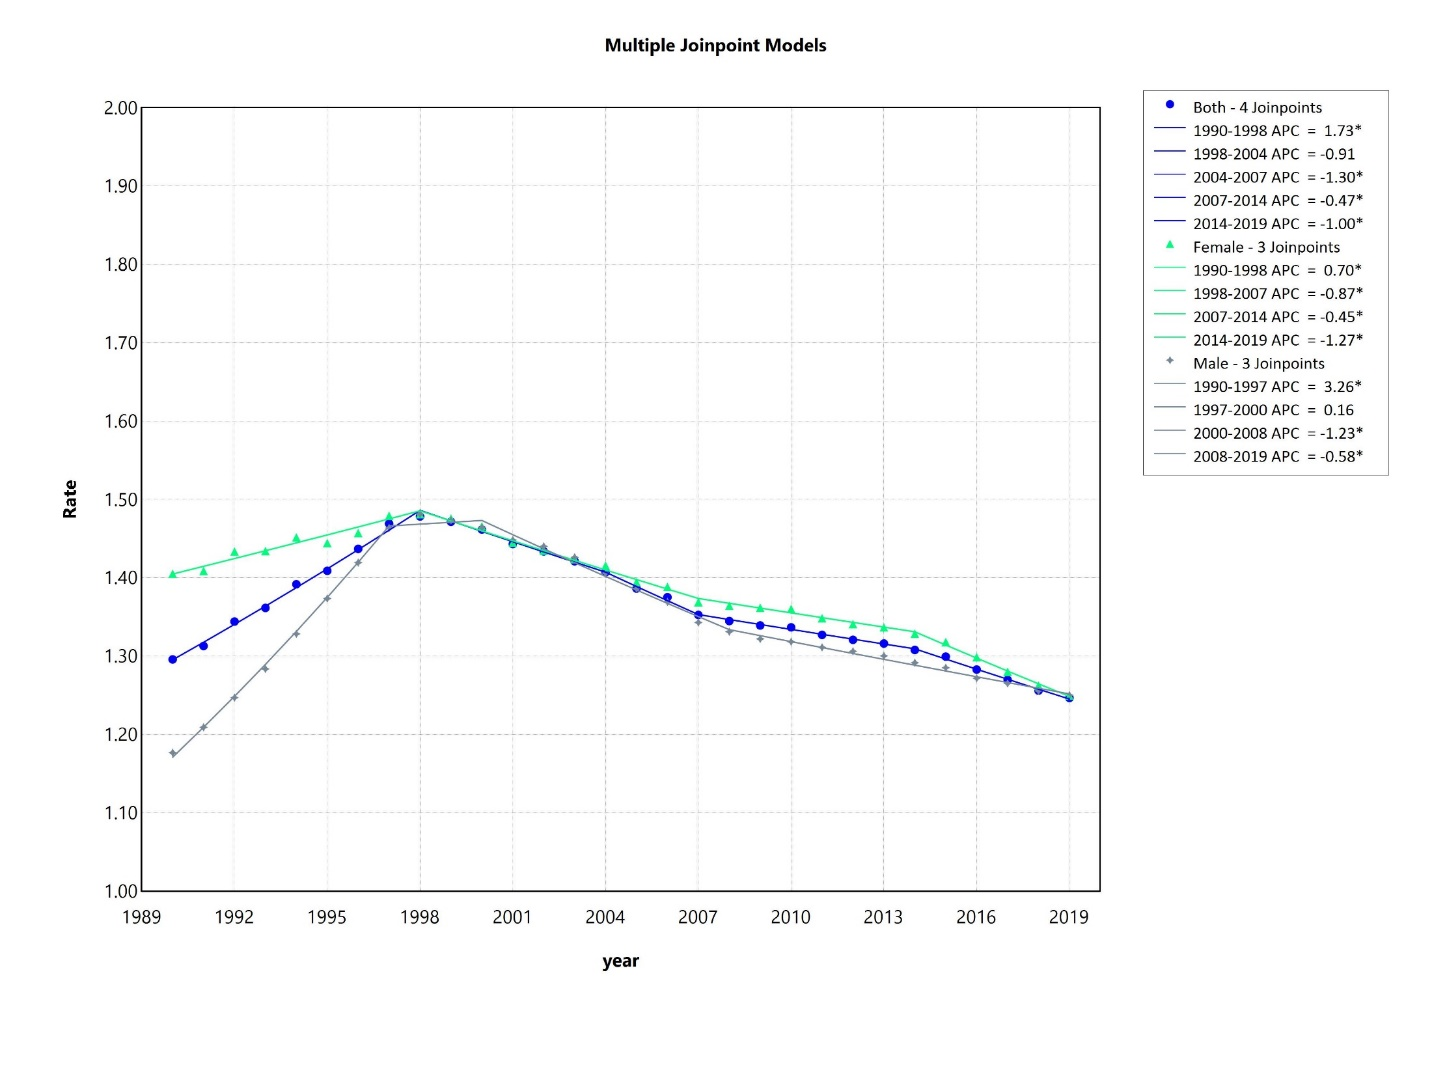 Multiple Joinpoint Models
Both - 4 Joinpoints
1990-1998 APC = 1.73*
1998-2004 APC = -0.91
2004-2007 APC = -1.30*
2007-2014 APC = -0.47*
2014-2019 APC = -1.00*
Female - 3 Joinpoints
1990-1998 APC = 0.70*
1998-2007 APC = -0.87*
2007-2014 APC = -0.45*
2014-2019 APC = -1.27*
Male - 3 Joinpoints
1990-1997 APC = 3.26*
1997-2000 APC = 0.16
2000-2008 APC = -1.23*
2008-2019 APC = -0.58*
2.00
1.90
1.80
1.70
1.60
1.50
1.40
1.30
1.20
1.10
1.00
Rate
1989 1992 1995 1998 2001 2004 2007 2010 2013 2016 2019
year